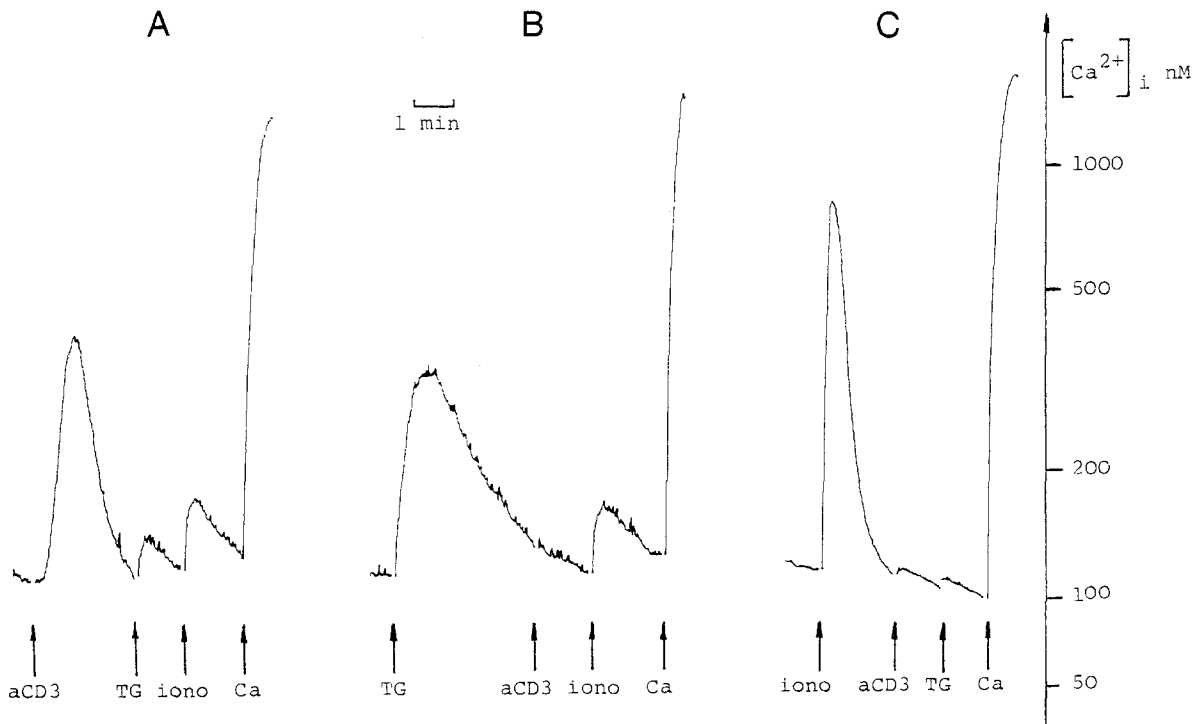 A B C
[Ca2+]i nM
1 min
1000
500
200
100
50
aCD3 TG iono Ca
TG aCD3 iono Ca
iono aCD3 TG Ca